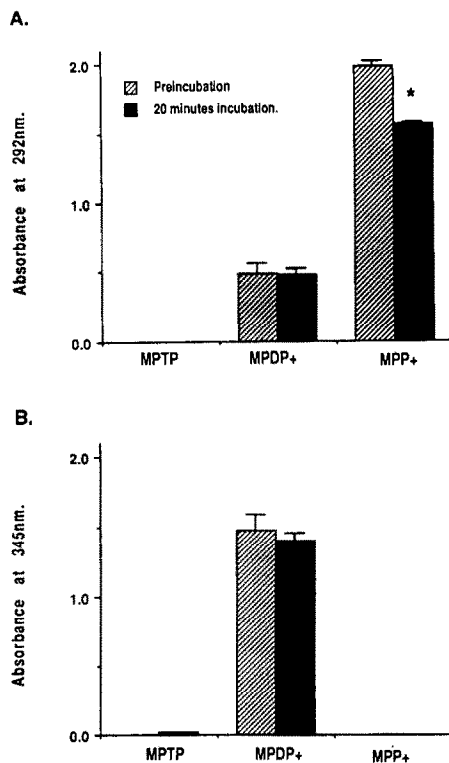 A.
Absorbance at 292nm.
2.0
1.0
0.0
Preincubation
20 minutes incubation.
*
MPTP
MPDP+
MPP+
B.
Absorbance at 345nm.
2.0
1.0
0
MPTP
MPDP+
MPP+